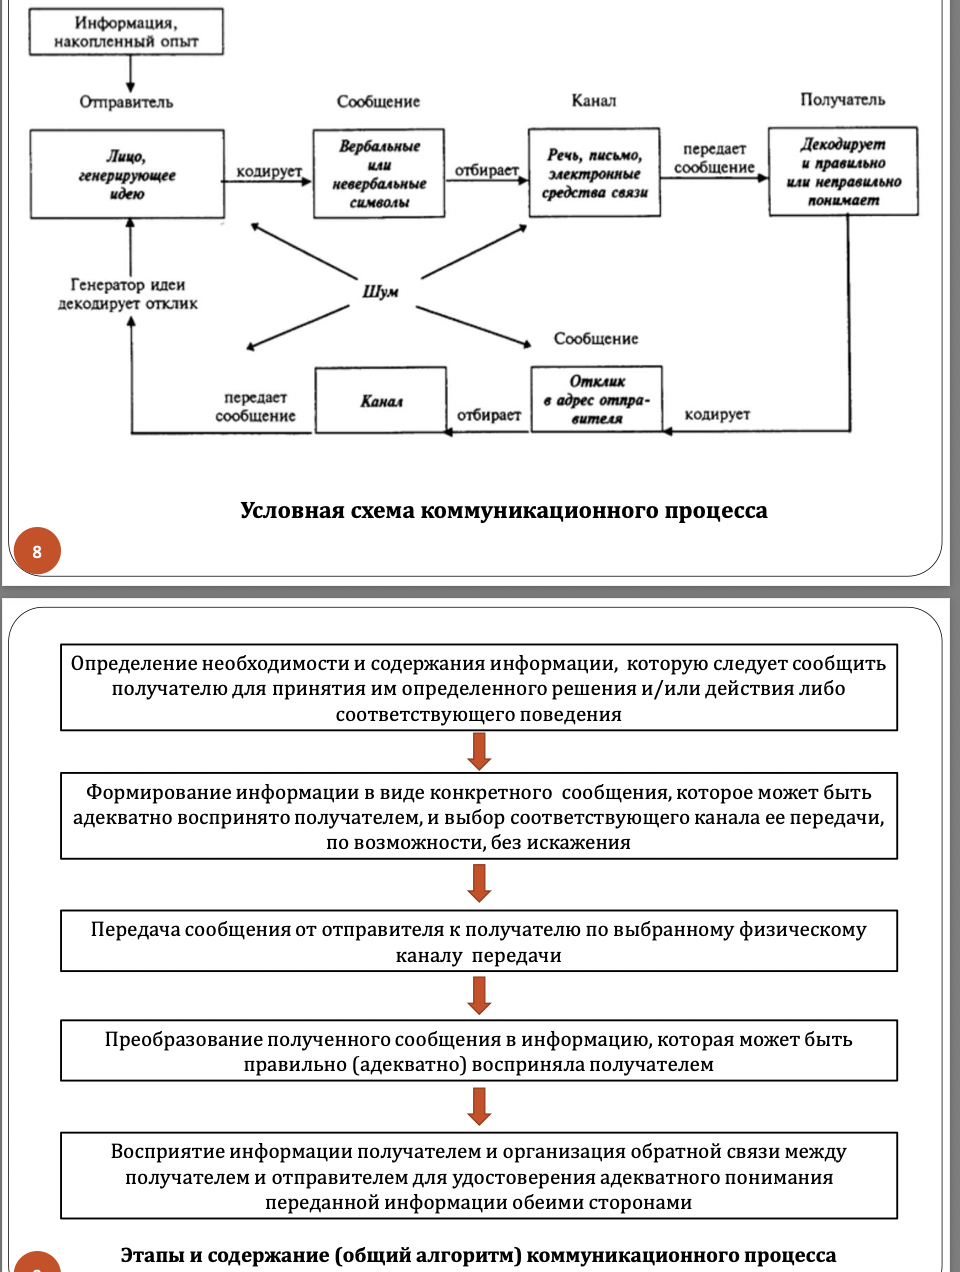 Информация,
накопленный опыт
Отправитель
Сообщение
Канал
Получатель
Лицо,
генерирующее
идею
кодирует
Вербальные
или
невербальные
символы
отбирает
Речь, письмо,
электронные
средства связи
передает
сообщение
Декодирует
и правильно
или неправильно
понимает
Генератор идеи
декодирует отклик
Шум
Сообщение
передает
сообщение
Канал
отбирает
Отклик
в адрес отпра-
вителя
кодирует
Условная схема коммуникационного процесса
8
Определение необходимости и содержания информации, которую следует сообщить
получателю для принятия им определенного решения и/или действия либо
соответствующего поведения
Формирование информации в виде конкретного сообщения, которое может быть
адекватно воспринято получателем, и выбор соответствующего канала ее передачи,
по возможности, без искажения
Передача сообщения от отправителя к получателю по выбранному физическому
каналу передачи
Преобразование полученного сообщения в информацию, которая может быть
правильно (адекватно) восприняла получателем
Восприятие информации получателем и организация обратной связи между
получателем и отправителем для удостоверения адекватного понимания
переданной информации обеими сторонами
Этапы и содержание (общий алгоритм) коммуникационного процесса